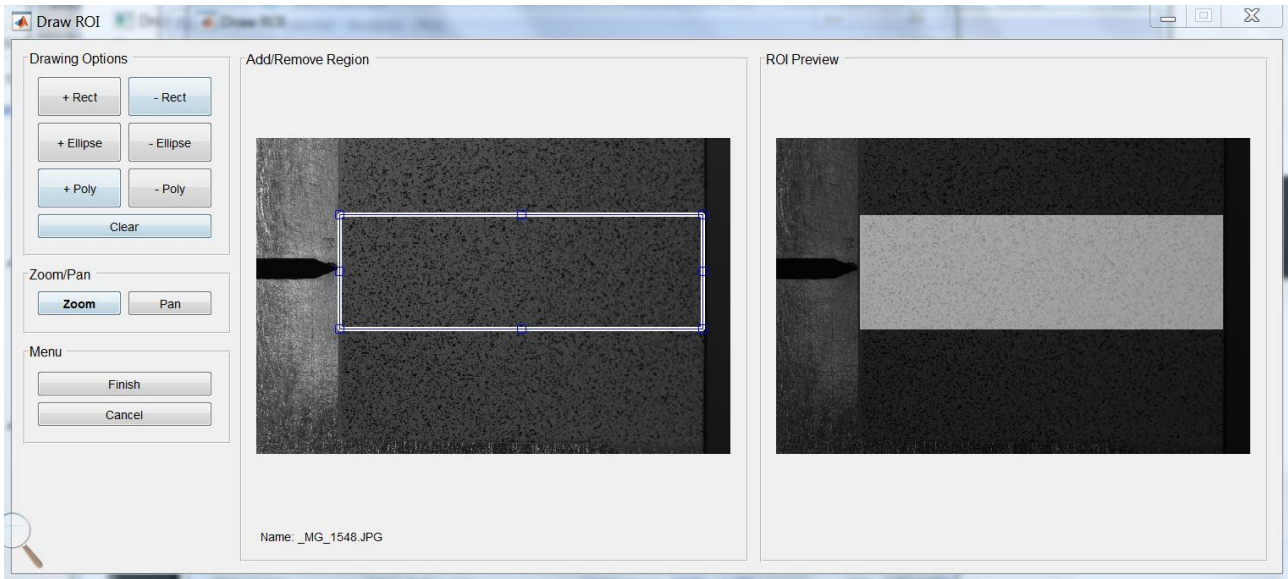 Draw ROI
Drawing Options
+ Rect
- Rect
+ Ellipse
- Ellipse
+ Poly
- Poly
Clear
Zoom/Pan
Zoom
Pan
Menu
Finish
Cancel
Add/Remove Region
Name: _MG_1548.JPG
ROI Preview